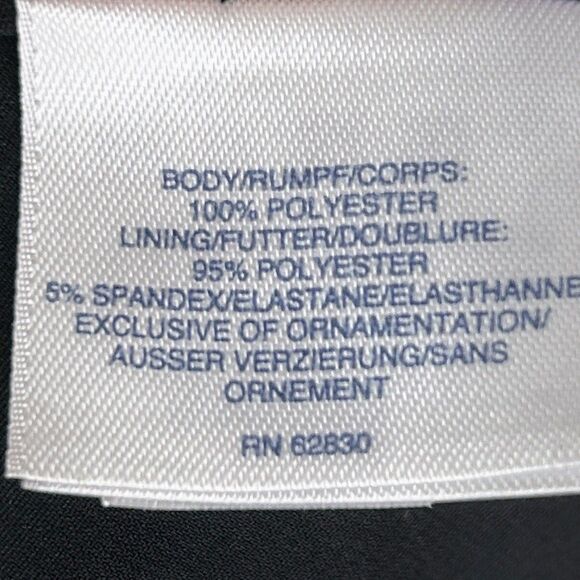 BODY/RUMPF/CORPS:
100% POLYESTER
LINING/FUTTER/DOUBLURE:
95% POLYESTER
5% SPANDEX/ELASTANE/ELASTHANNE
EXCLUSIVE OF ORNAMENTATION/
AUSSER VERZIERUNG/SANS
ORNEMENT
RN 62830